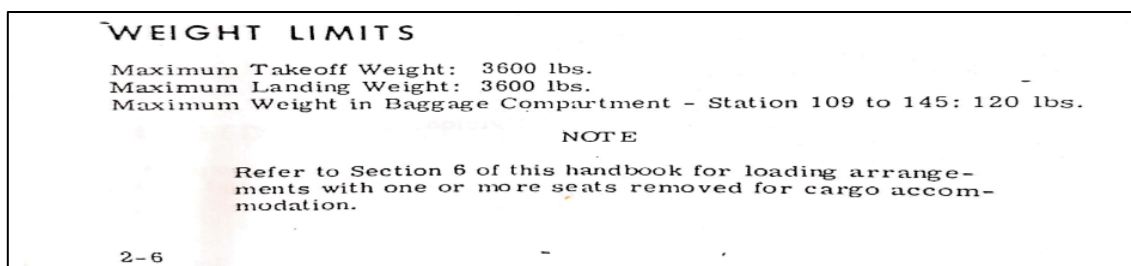 WEIGHT LIMITS
Maximum Takeoff Weight: 3600 lbs.
Maximum Landing Weight: 3600 lbs.
Maximum Weight in Baggage Compartment - Station 109 to 145: 120 lbs.
NOTE
Refer to Section 6 of this handbook for loading arrange-
ments with one or more seats removed for cargo accom-
modation.
2-6